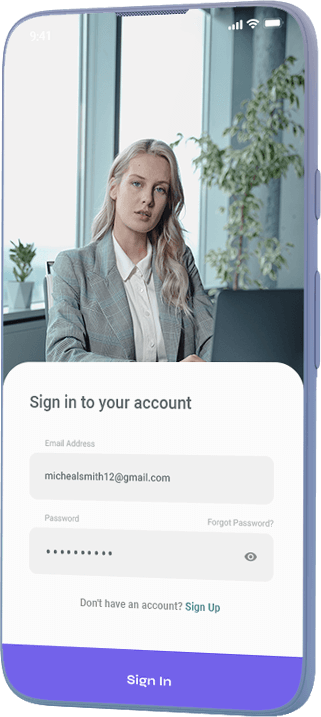 9:41
Sign in to your account
Email Address
michealsmith12@gmail.com
Password
Forgot Password?
••••••••••
Don't have an account? Sign Up
Sign In